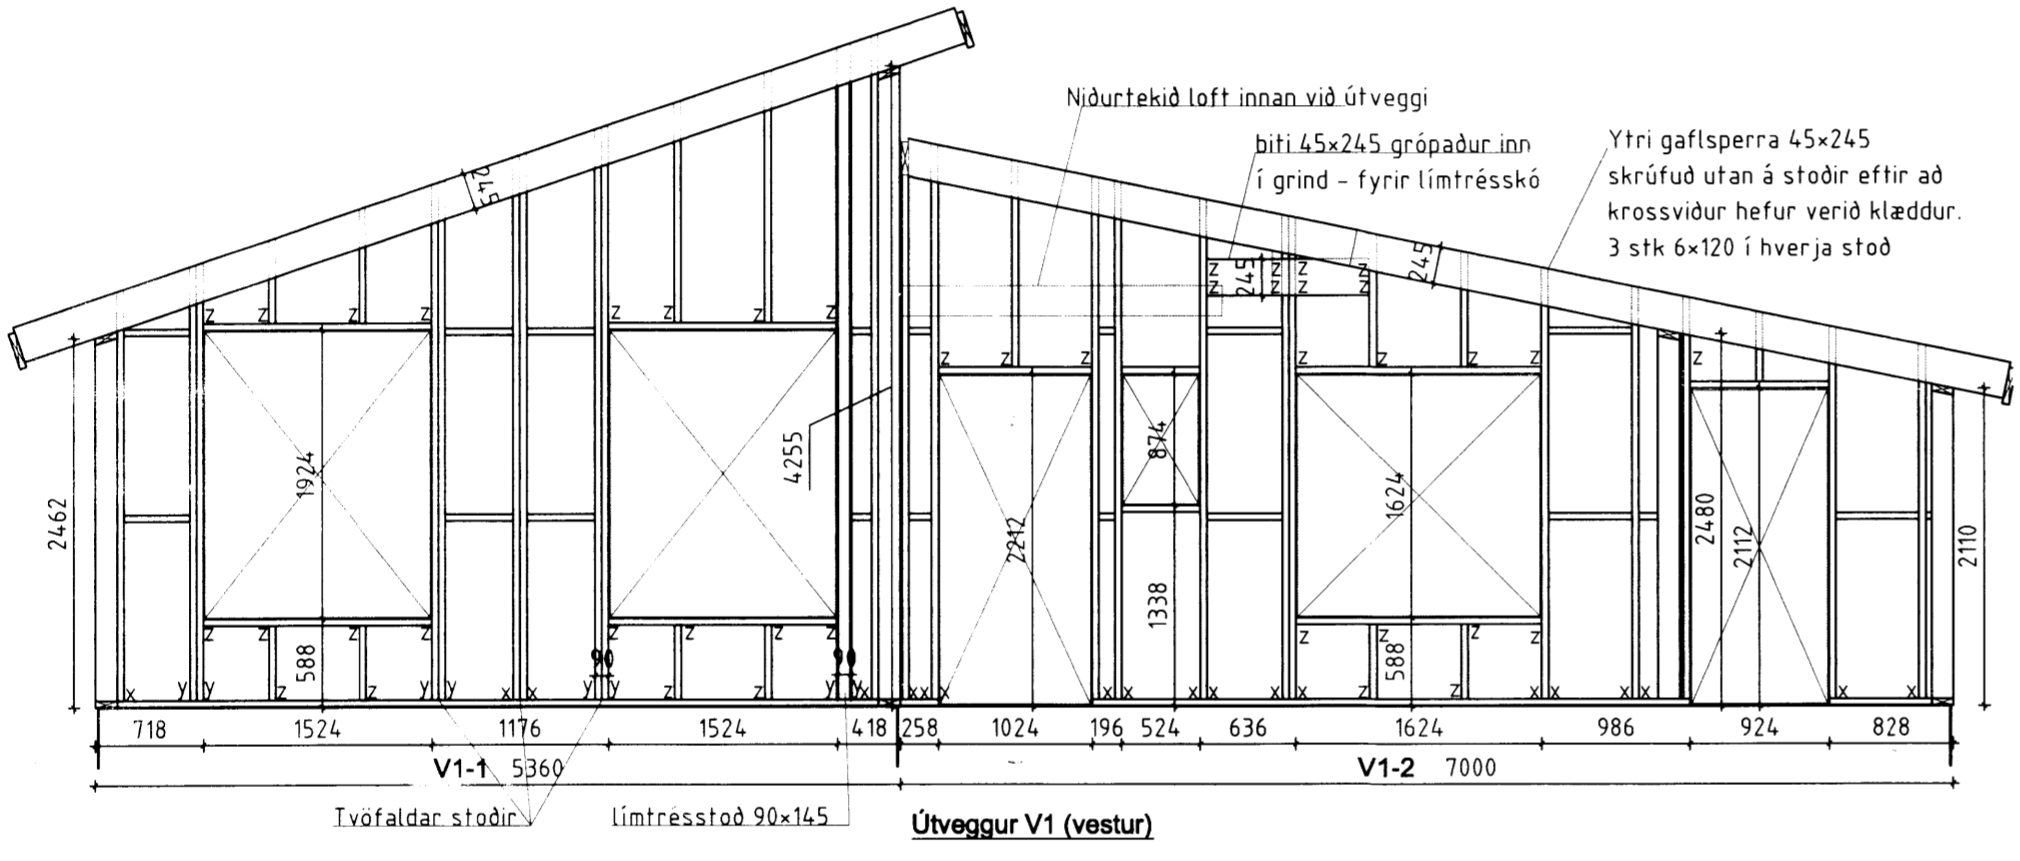 Niðurtekið loft innan við útveggi
biti 45×245 grópaður inn
í grind - fyrir límtrésskó
Ytri gaflsperra 45×245
skrúfuð utan á stoðir eftir að
krossviður hefur verið klæddur.
3 stk 6×120 í hverja stoð
245
245
245
z z z z z z z z
z z z z
z z z z z z z
z z z z z
2462
1924
588
4255
2212
874
1338
1624
588
2480
2112
2110
z z z z z z z z
z z z z
90
90
x y y z z y y x x y y z z y y x x x x x x x x x z z x x x x x x
718 1524 1176 1524 418 258 1024 196 524 636 1624 986 924 828
V1-1 5360
V1-2 7000
Tvöfaldar stoðir
límtrésstoð 90×145
Útveggur V1 (vestur)